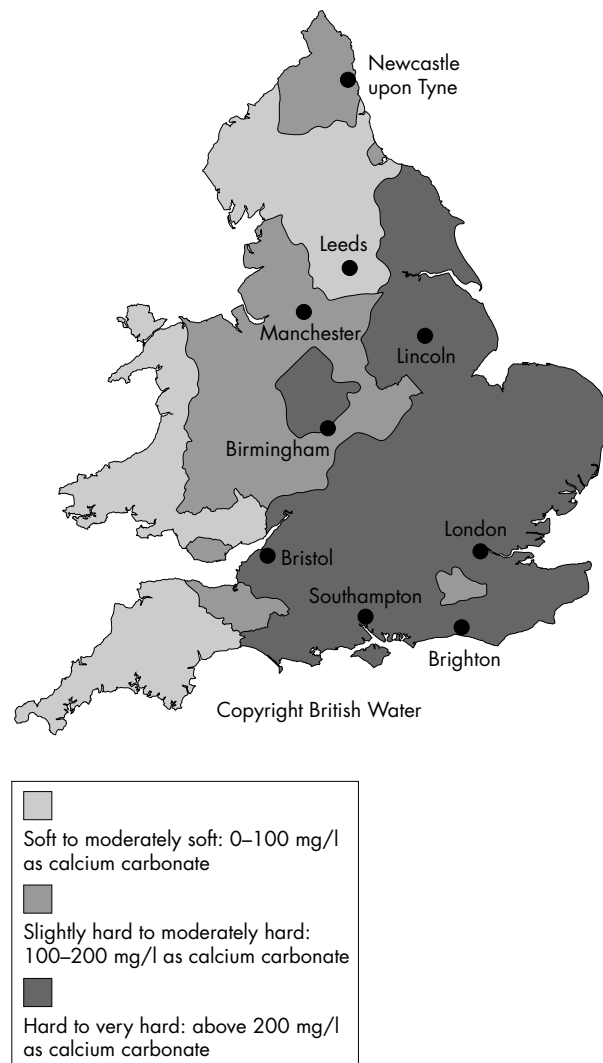 Newcastle
upon Tyne
Leeds
Manchester
Lincoln
Birmingham
London
Bristol
Southampton
Brighton
Copyright British Water
Soft to moderately soft: 0–100 mg/l
as calcium carbonate
Slightly hard to moderately hard:
100–200 mg/l as calcium carbonate
Hard to very hard: above 200 mg/l
as calcium carbonate